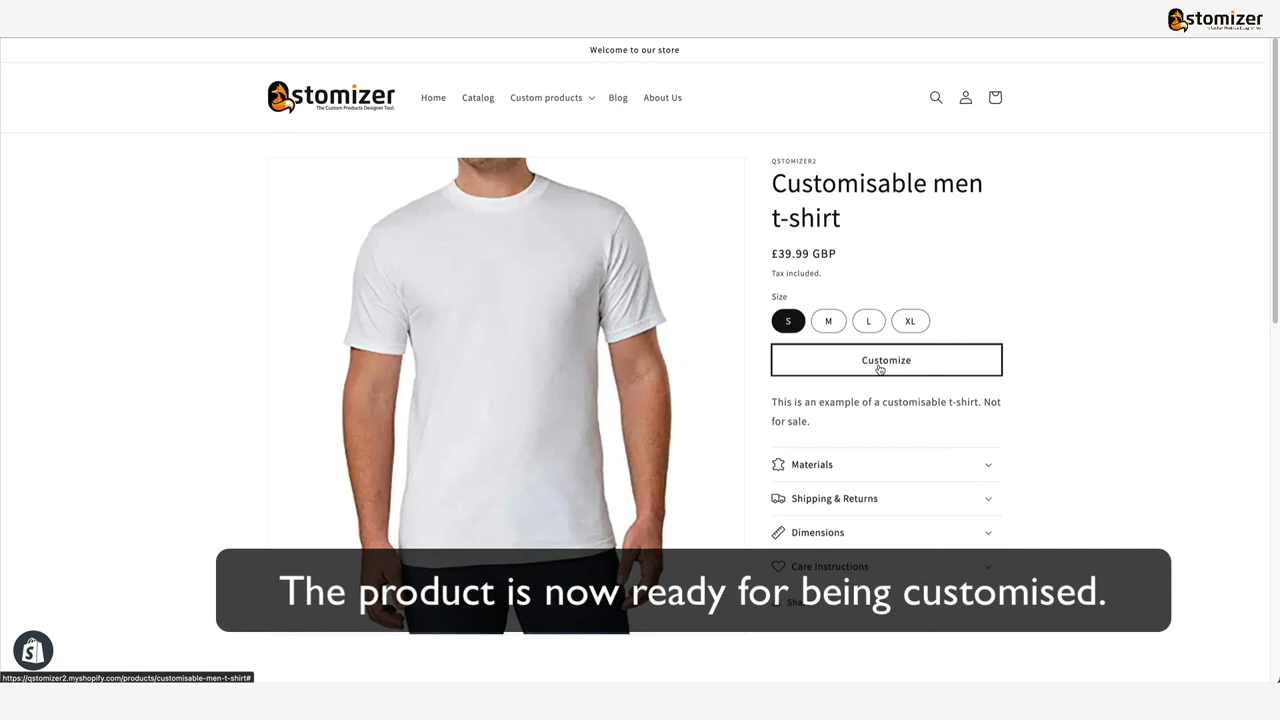 stomizer
Welcome to our store
stomizer
The Custom Products Designer Tool.
Home
Catalog
Custom products
Blog
About Us
QSTOMIZER2
Customisable men
t-shirt
£39.99 GBP
Tax included.
Size
S
M
L
XL
Customize
This is an example of a customisable t-shirt. Not
for sale.
Materials
Shipping & Returns
Dimensions
Care Instructions
The product is now ready for being customised.
https://qstomizer2.myshopify.com/products/customisable-men-t-shirt#